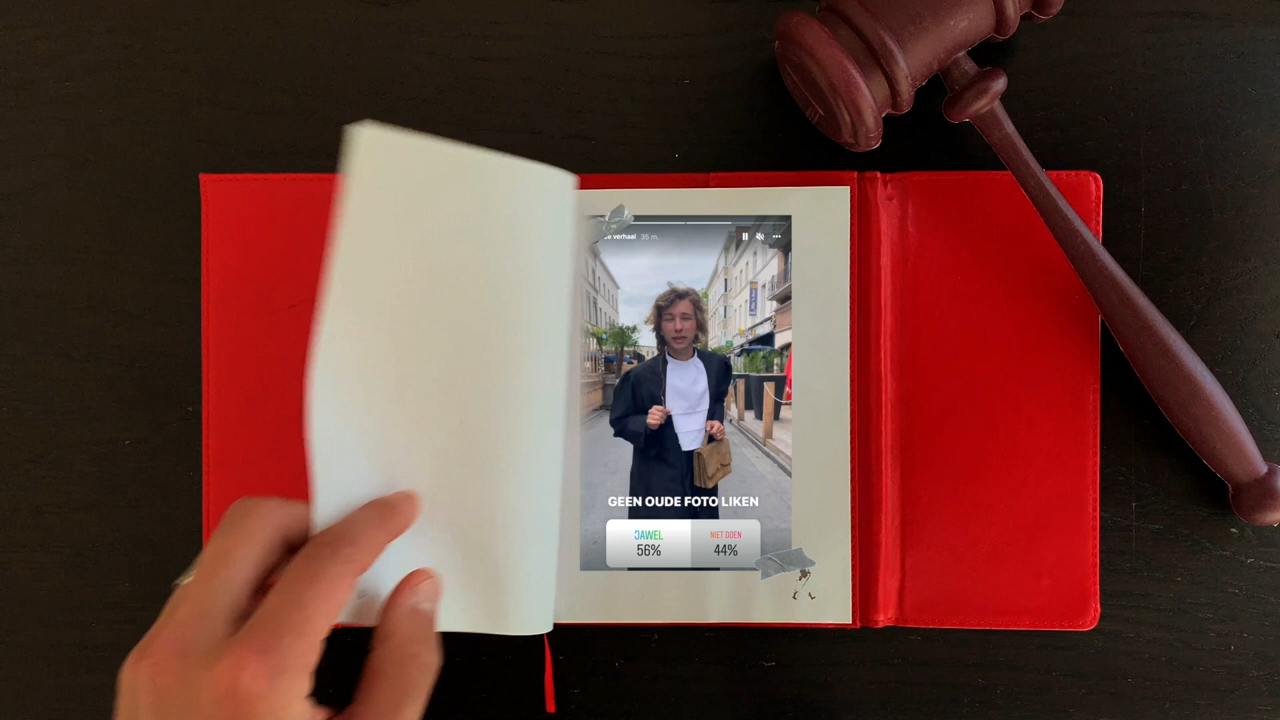 verhaal 35 m.
GEEN OUDE FOTO LIKEN
JAWEL NIET DOEN
56% 44%